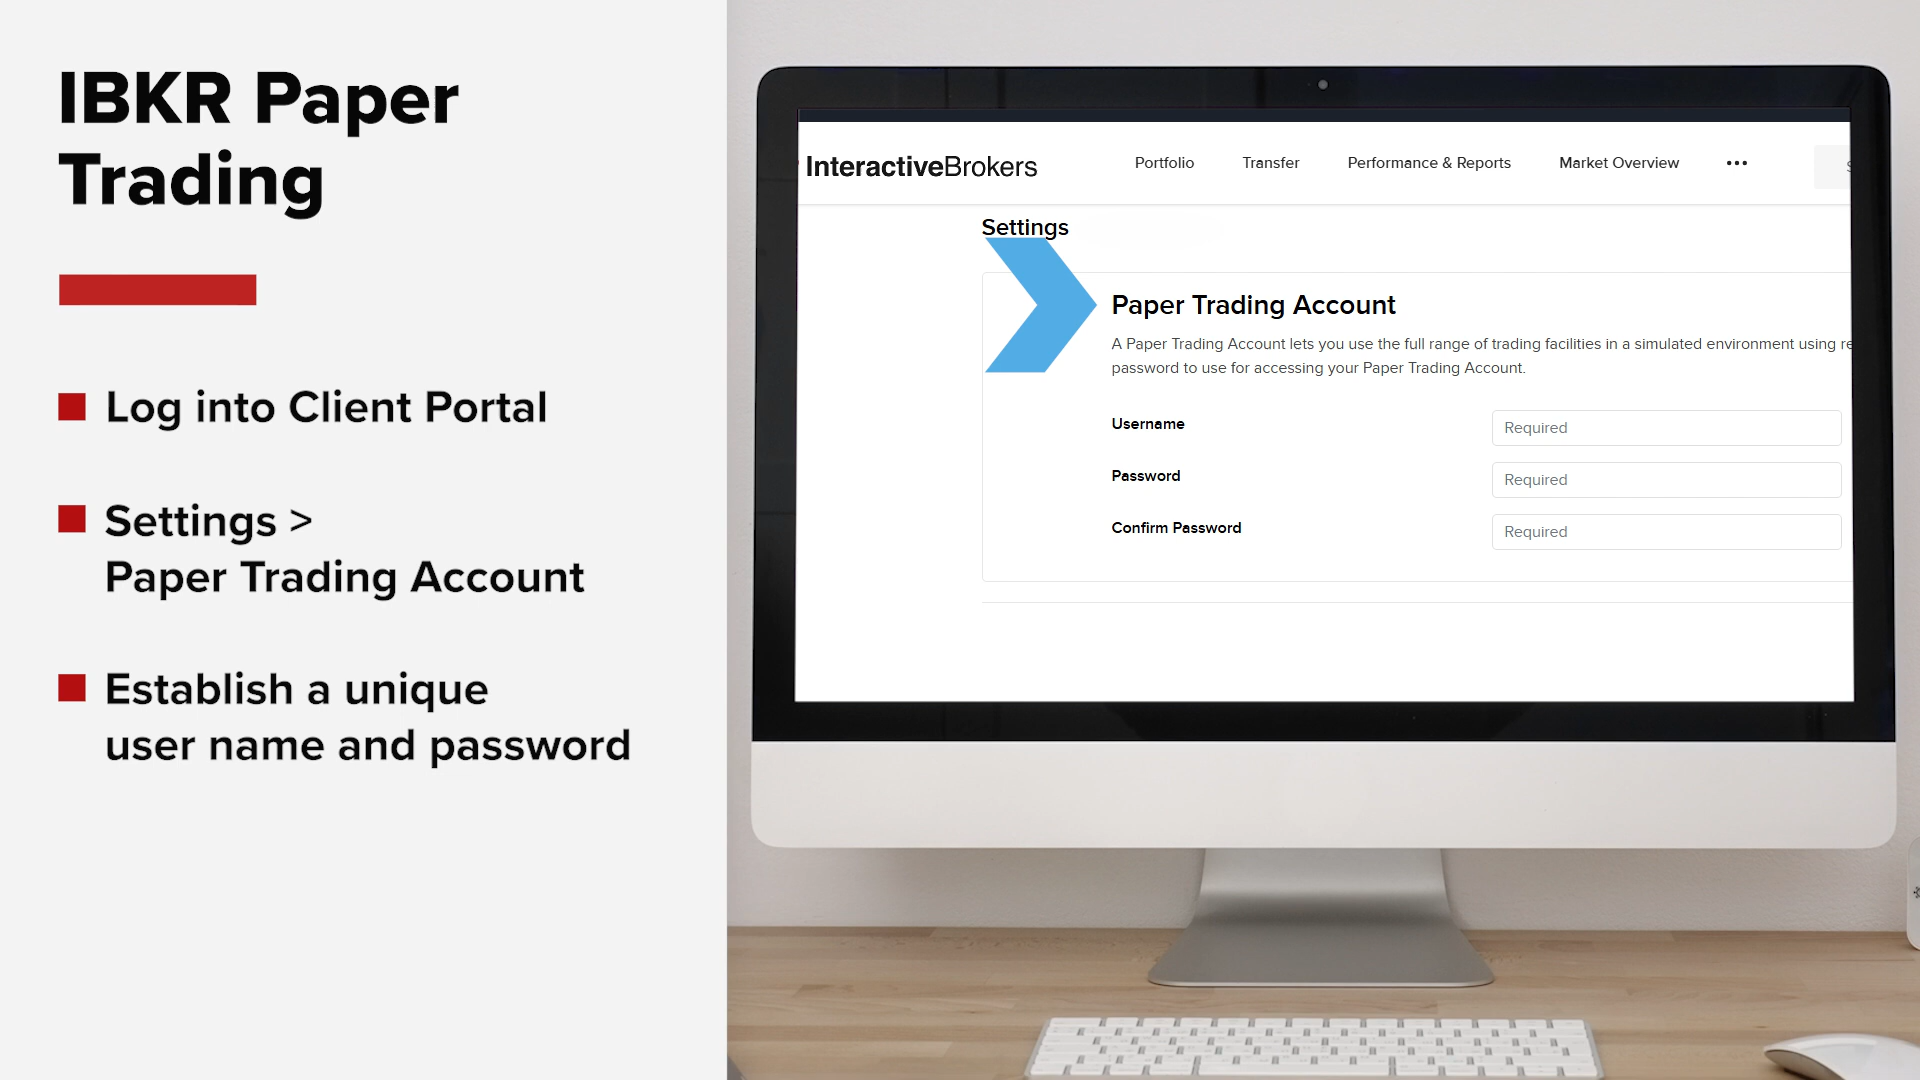 IBKR Paper
Trading
Log into Client Portal
Settings >
Paper Trading Account
Establish a unique
user name and password
InteractiveBrokers
Portfolio
Transfer
Performance & Reports
Market Overview
Settings
Paper Trading Account
A Paper Trading Account lets you use the full range of trading facilities in a simulated environment using
password to use for accessing your Paper Trading Account.
Username
Required
Password
Required
Confirm Password
Required